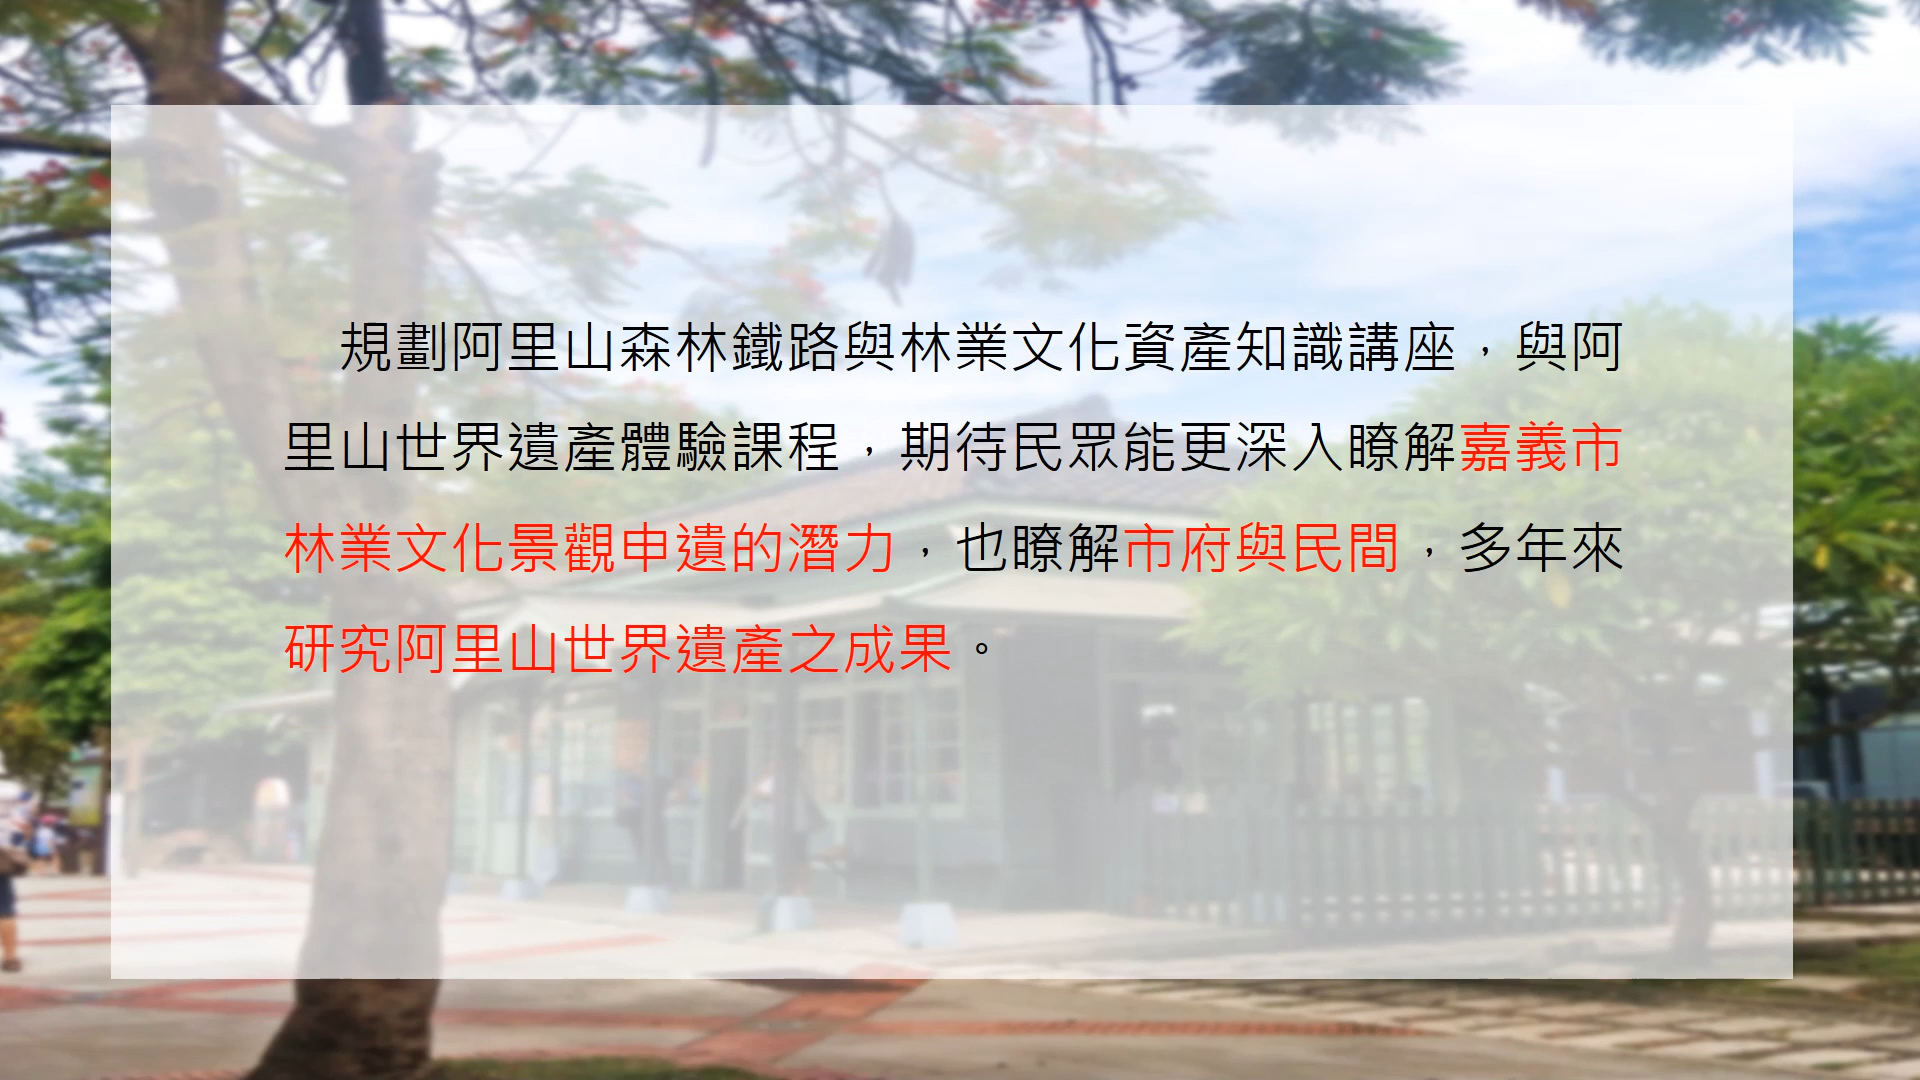 規劃阿里山森林鐵路與林業文化資產知識講座，與阿
里山世界遺產體驗課程，期待民眾能更深入瞭解嘉義市
林業文化景觀申遺的潛力，也瞭解市府與民間，多年來
研究阿里山世界遺產之成果。